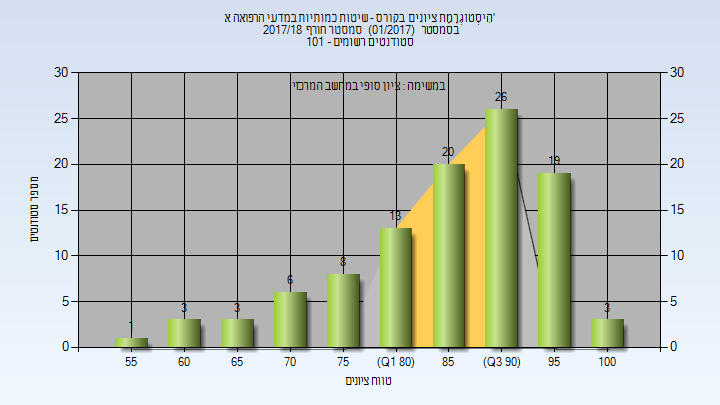 היסטוגרמת ציונים בקורס - שיטות כמותיות במדעי הרפואה א'
בסמסטר (01/2017) סמסטר חורף 2017/18
סטודנטים רשומים - 101
במשימה : ציון סופי במחשב המרכזי
30 30
25 25
20 20
15 15
10 10
5 5
0 0
מספר סטודנטים
1 3 3 6 8 13 20 26 19 3
55 60 65 70 75 (Q1 80) 85 (Q3 90) 95 100
טווח ציונים